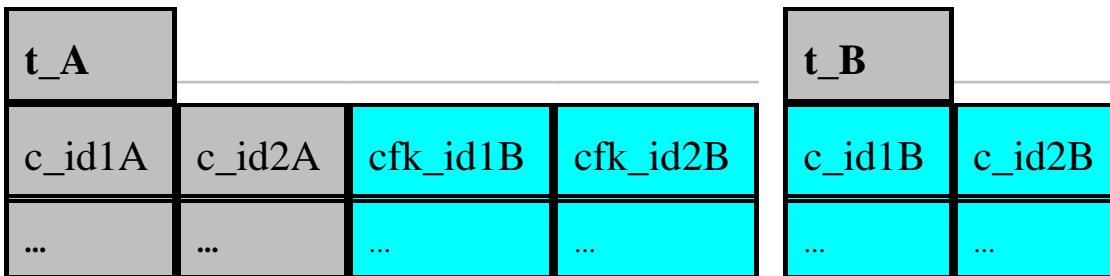 t_A t_B
c_id1A c_id2A cfk_id1B cfk_id2B c_id1B c_id2B
... ... ... ... ... ...